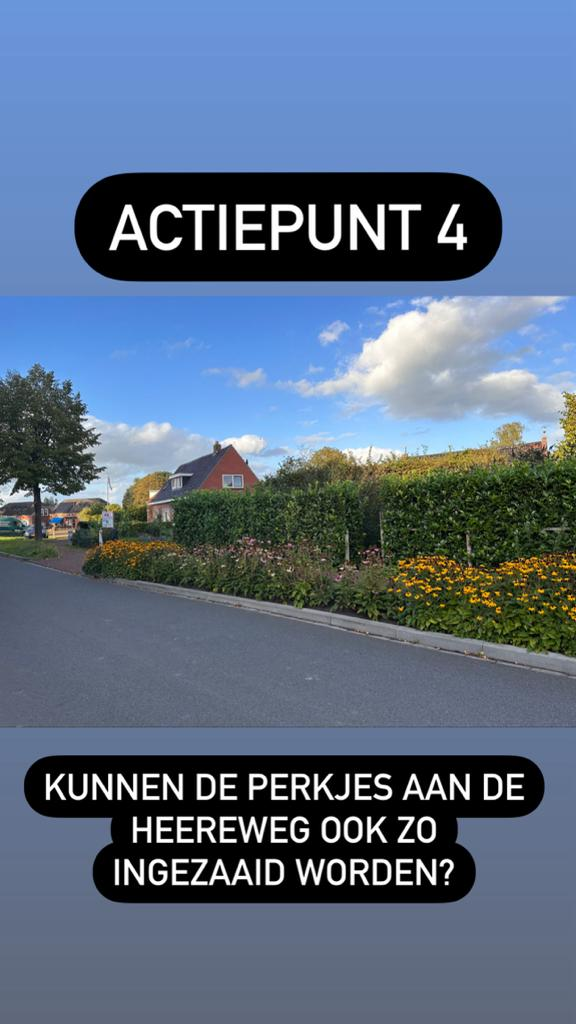 ACTIEPUNT 4
KUNNEN DE PERKJES AAN DE
HEEREWEG OOK ZO
INGEZAAID WORDEN?